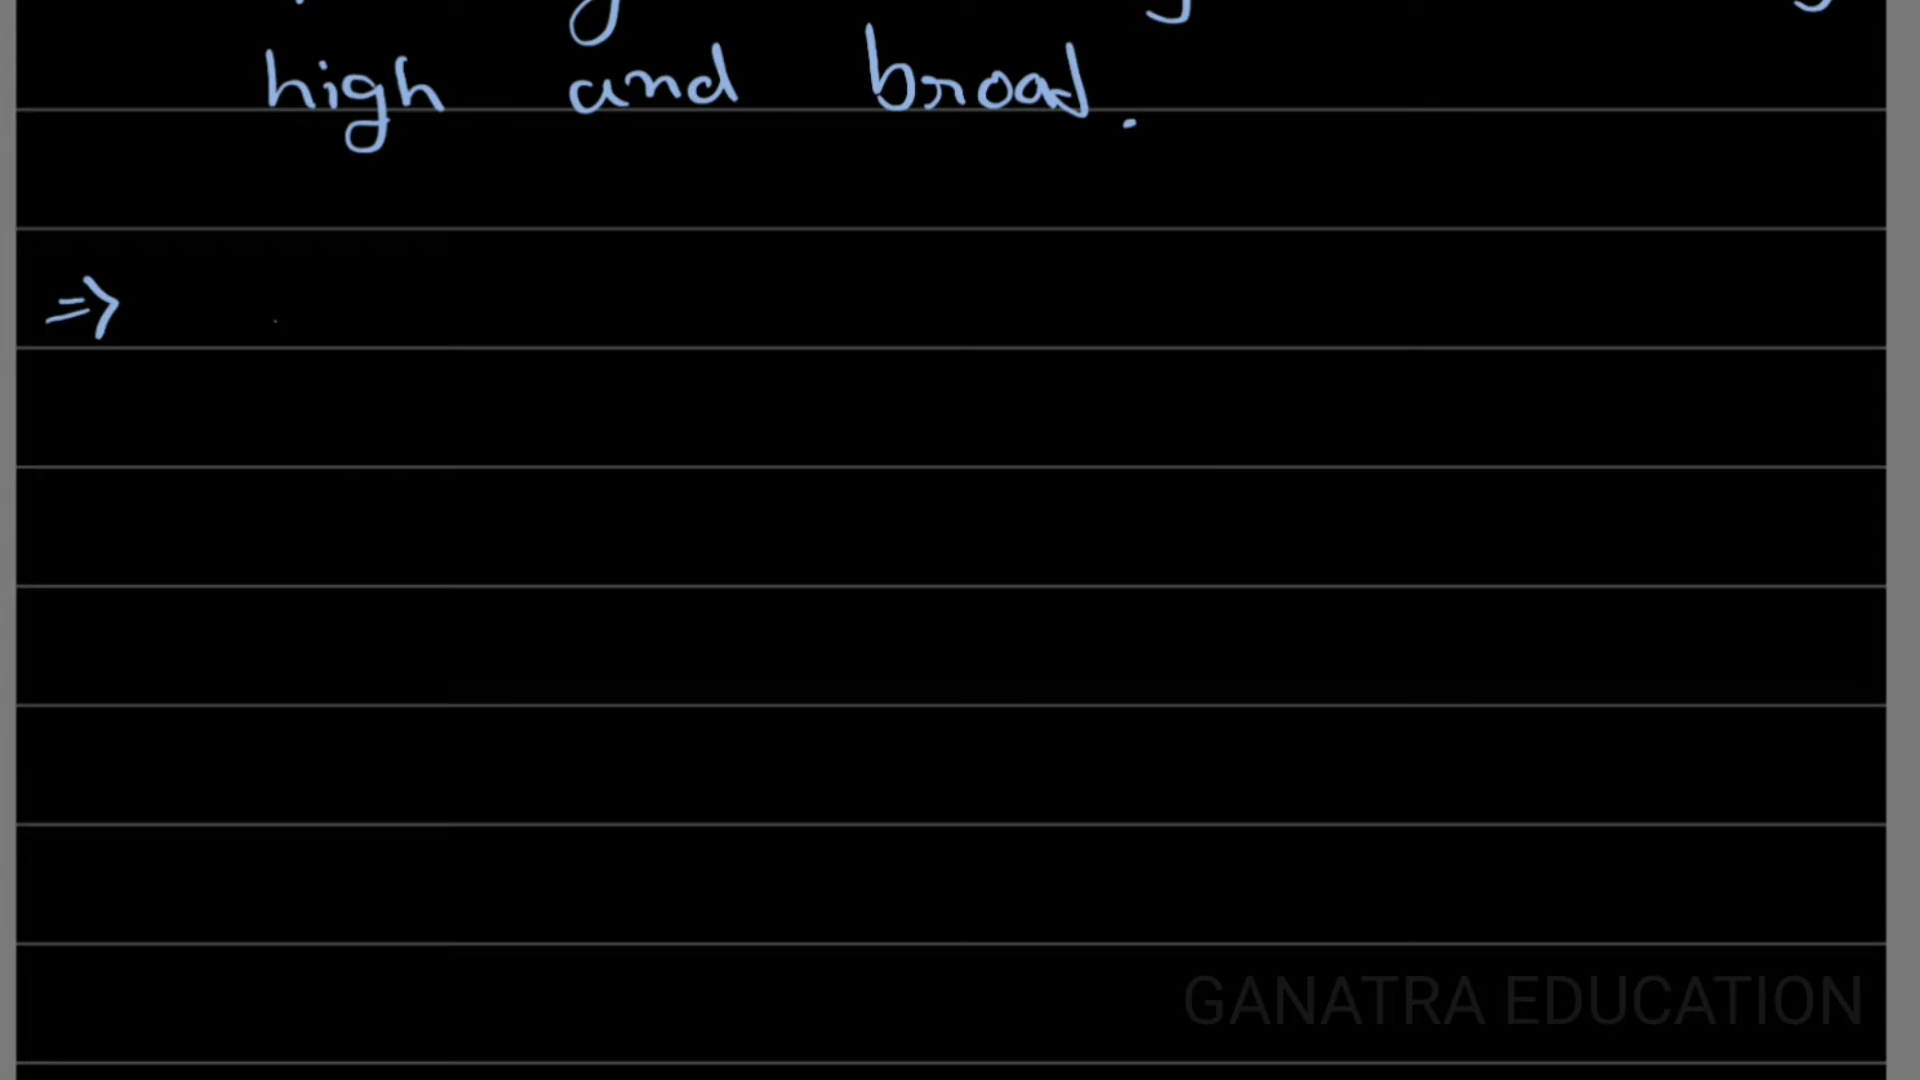 high and broad.
⇒
GANATRA EDUCATION